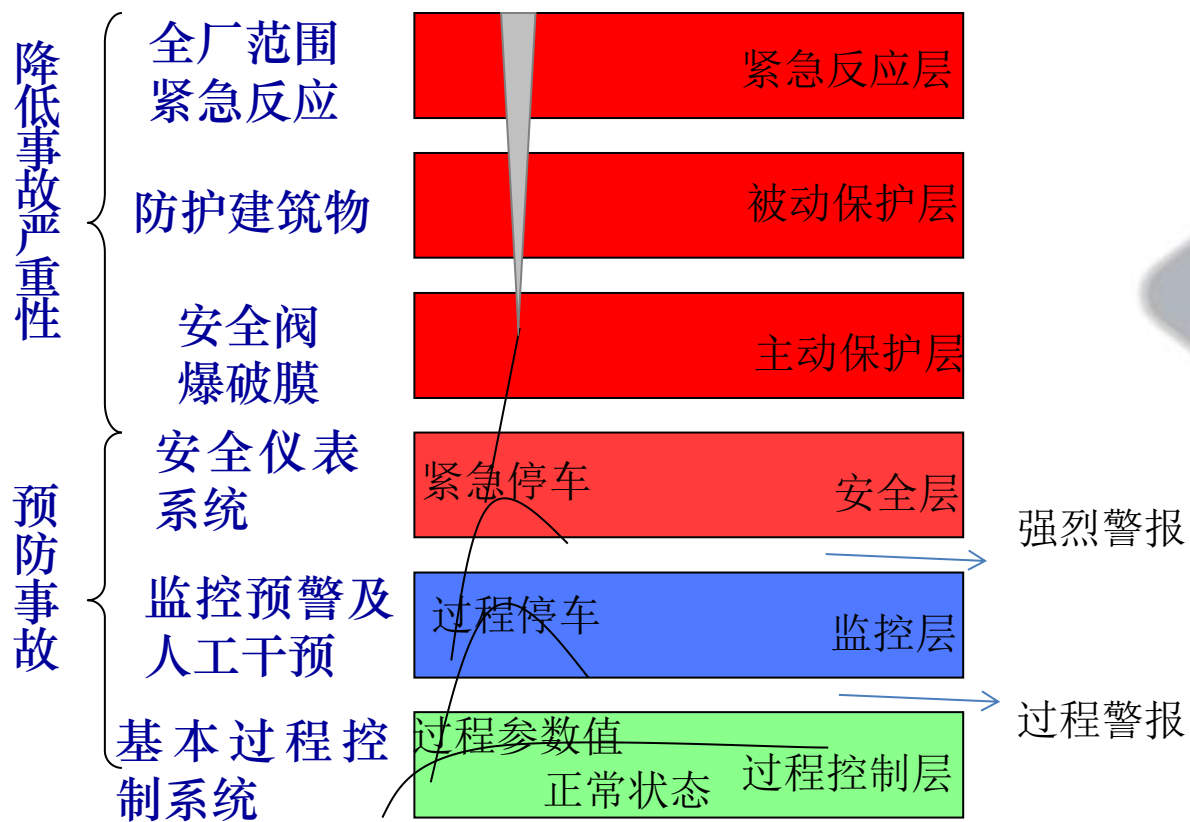 降低事故严重性
全厂范围
紧急反应
紧急反应层
防护建筑物
被动保护层
安全阀
爆破膜
主动保护层
预防事故
安全仪表
系统
紧急停车
安全层
强烈警报
监控预警及
人工干预
过程停车
监控层
过程警报
基本过程控
制系统
过程参数值
正常状态
过程控制层